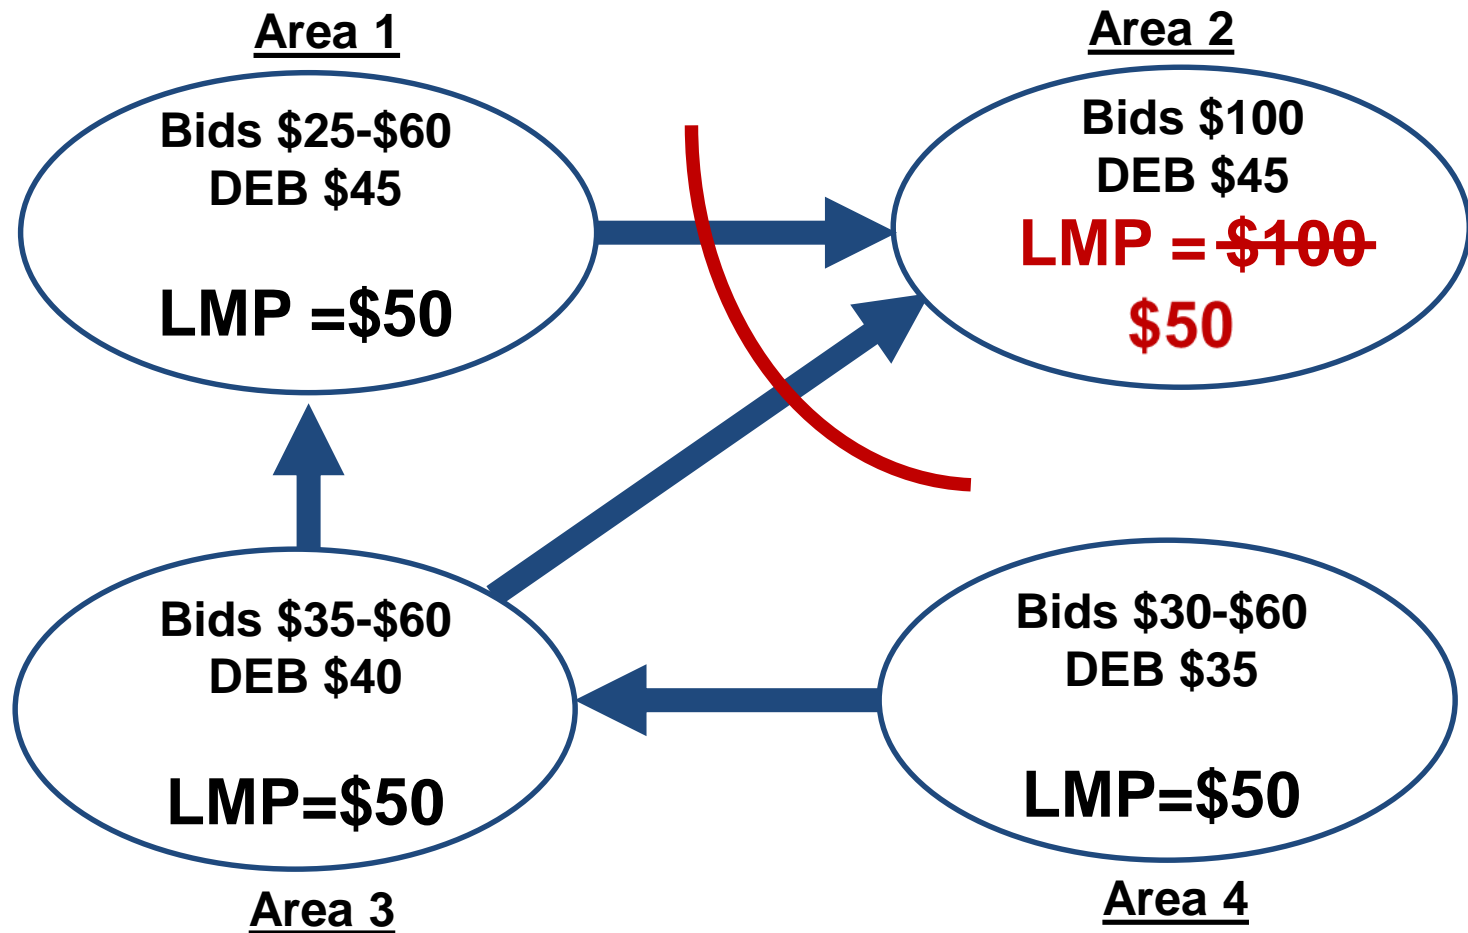 Area 1
Bids $25-$60
DEB $45
LMP =$50
Area 2
Bids $100
DEB $45
LMP = $100
$50
Bids $35-$60
DEB $40
LMP=$50
Area 3
Bids $30-$60
DEB $35
LMP=$50
Area 4